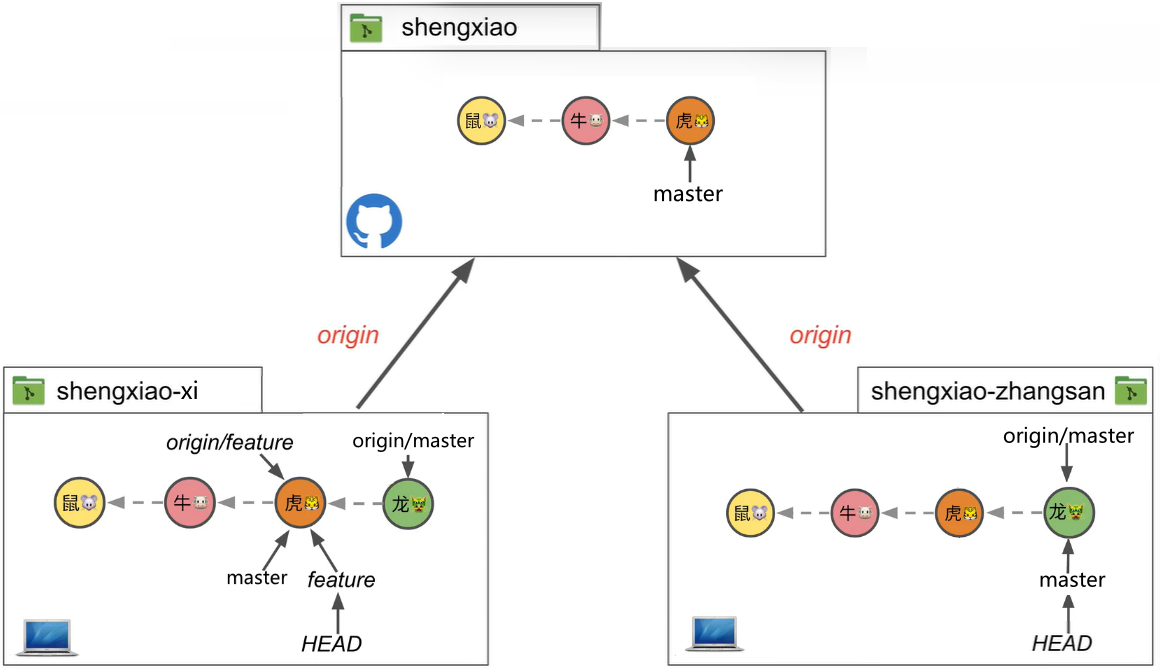 shengxiao
鼠 牛 虎
master
origin origin
shengxiao-xi
origin/feature origin/master
鼠 牛 虎 龙
master feature
HEAD
shengxiao-zhangsan
origin/master
鼠 牛 虎 龙
master
HEAD